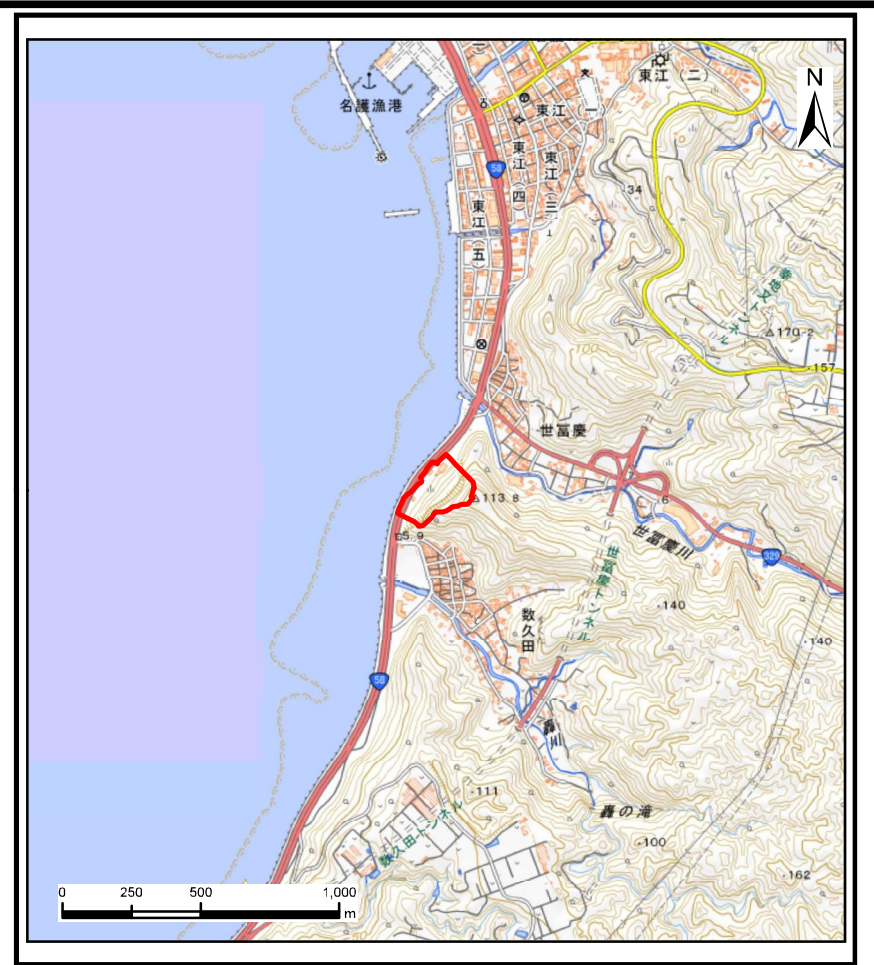 名護漁港
東江(二)
N
東江(一)
58
東江(四)
東江(三)
34
東江(五)
170.2
100
157
世冨慶
113.8
6
5.9
世冨慶川
世冨慶トンネル
329
140
数久田
140
58
轟川
111
轟の滝
数久田トンネル
100
162
0 250 500 1,000
m